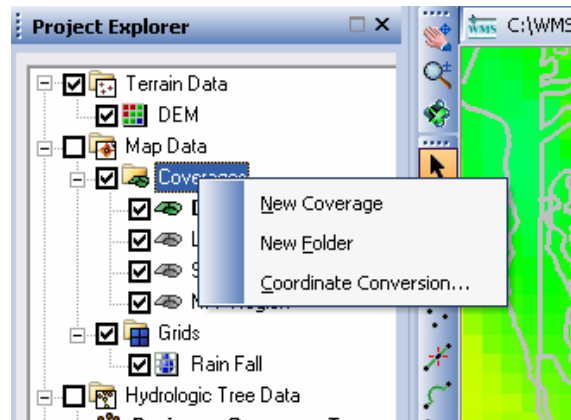 Project Explorer
WMS C:\WMS
Terrain Data
DEM
Map Data
Coverages
New Coverage
New Folder
Coordinate Conversion...
Grids
Rain Fall
Hydrologic Tree Data